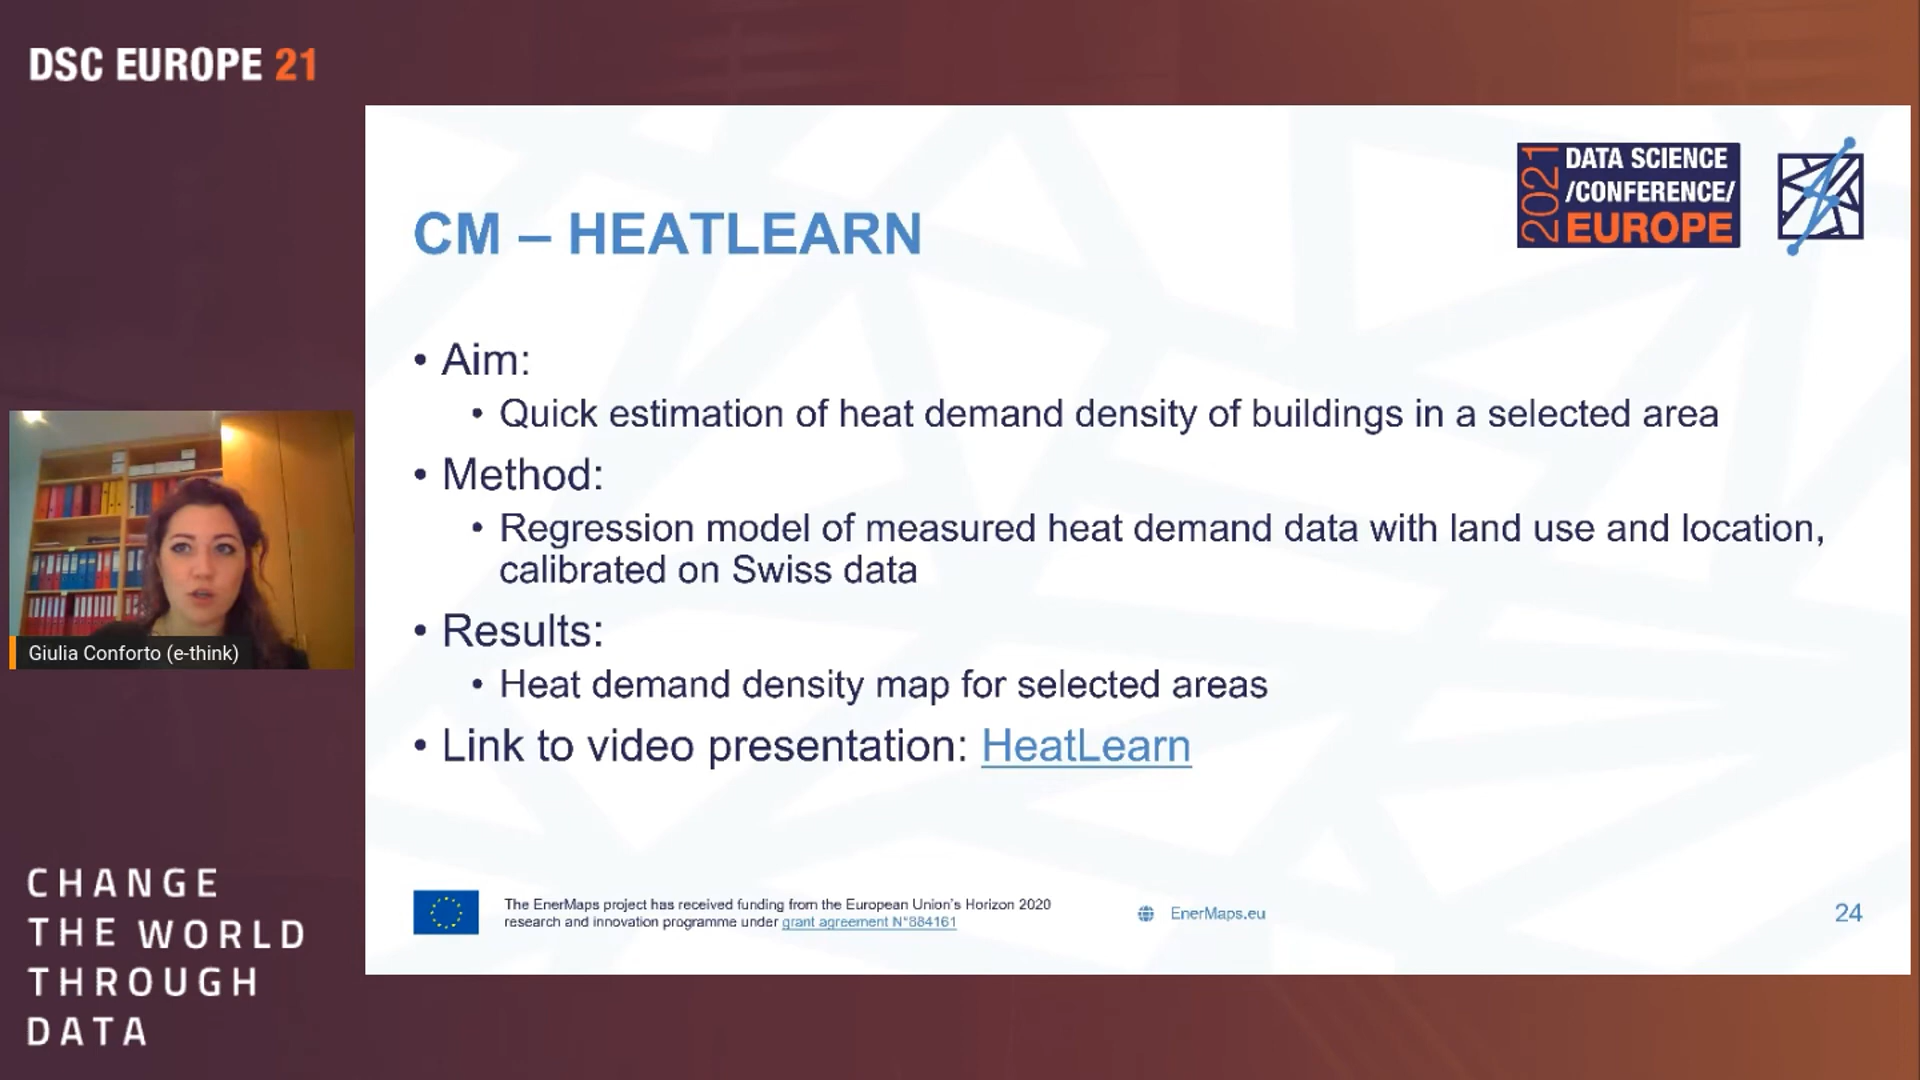 DSC EUROPE 21
2021
DATA SCIENCE
/CONFERENCE/
EUROPE
CM – HEATLEARN
• Aim:
• Quick estimation of heat demand density of buildings in a selected area
• Method:
• Regression model of measured heat demand data with land use and location,
calibrated on Swiss data
• Results:
• Heat demand density map for selected areas
• Link to video presentation: HeatLearn
Giulia Conforto (e-think)
CHANGE
THE WORLD
THROUGH
DATA
The EnerMaps project has received funding from the European Union's Horizon 2020
research and innovation programme under grant agreement N°884161
EnerMaps.eu
24